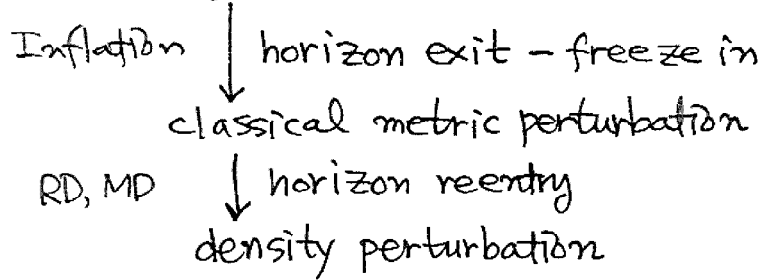 Inflation ↓ horizon exit – freeze in
classical metric perturbation
RD, MD ↓ horizon reentry
density perturbation